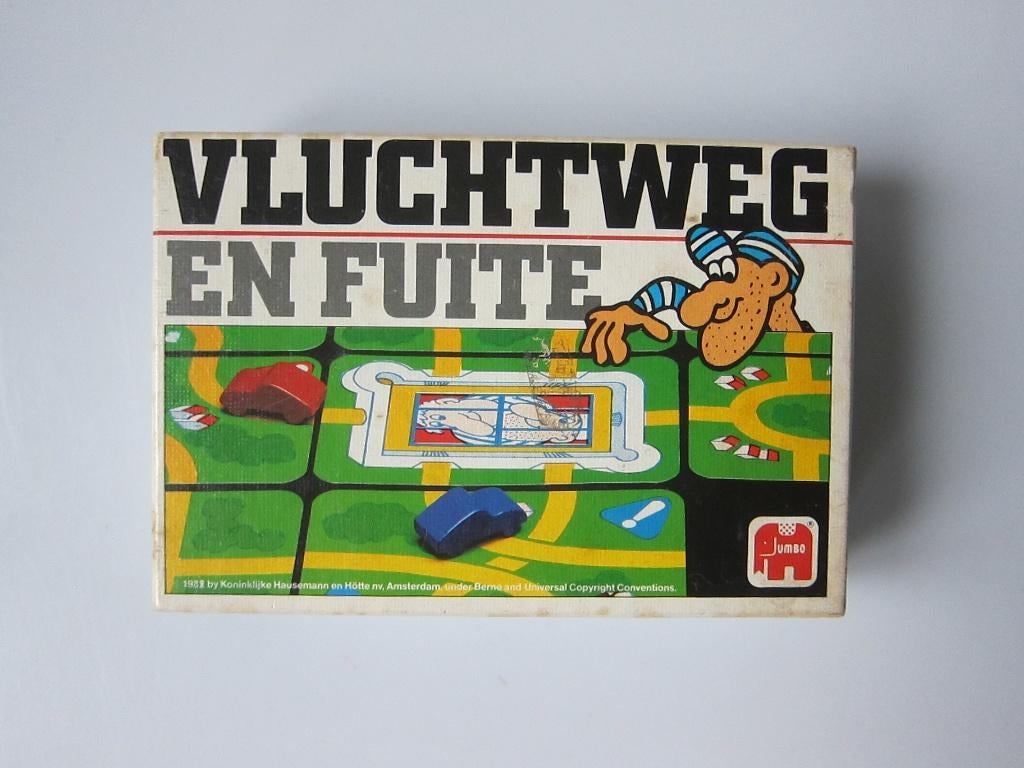 VLUCHTWEG
EN FUITE
JUMBO
®
by Koninklijke Hausemann en Hötte nv, Amsterdam. under Berne and Universal Copyright Conventions.